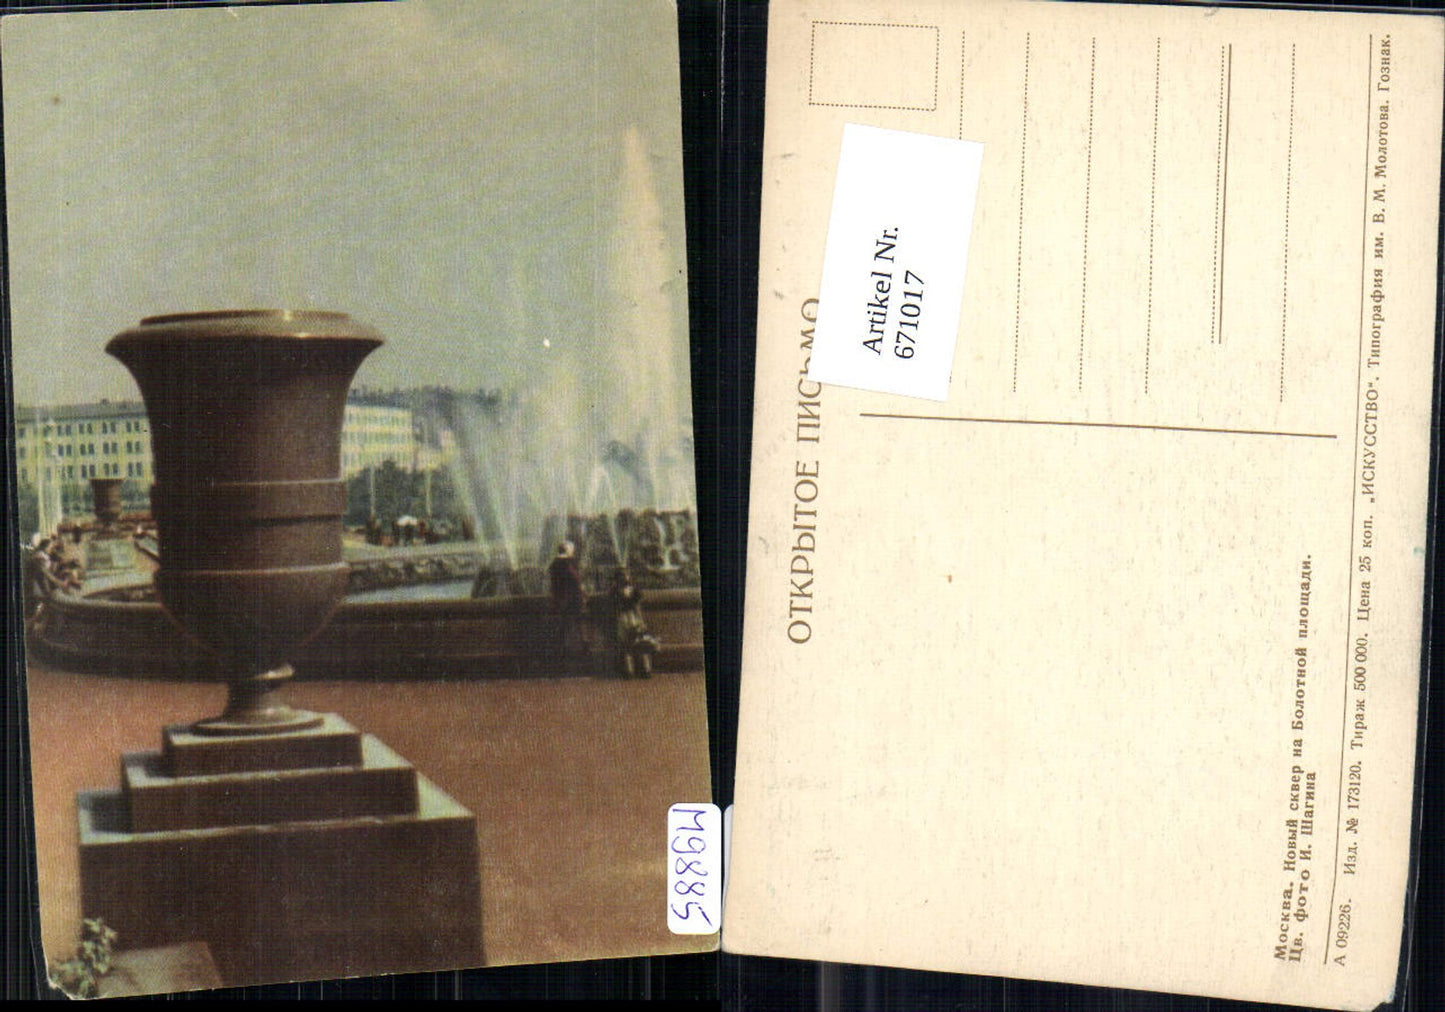 M9885
ОТКРЫТОЕ ПИСЬМО
Artikel Nr.
671017
Москва. Новый сквер на Болотной площади.
Цв. фото И. Шагина
А 09226. Изд. № 173120. Тираж 500 000. Цена 25 коп. „ИСКУССТВО“. Типография им. В. М. Молотова. Гознак.